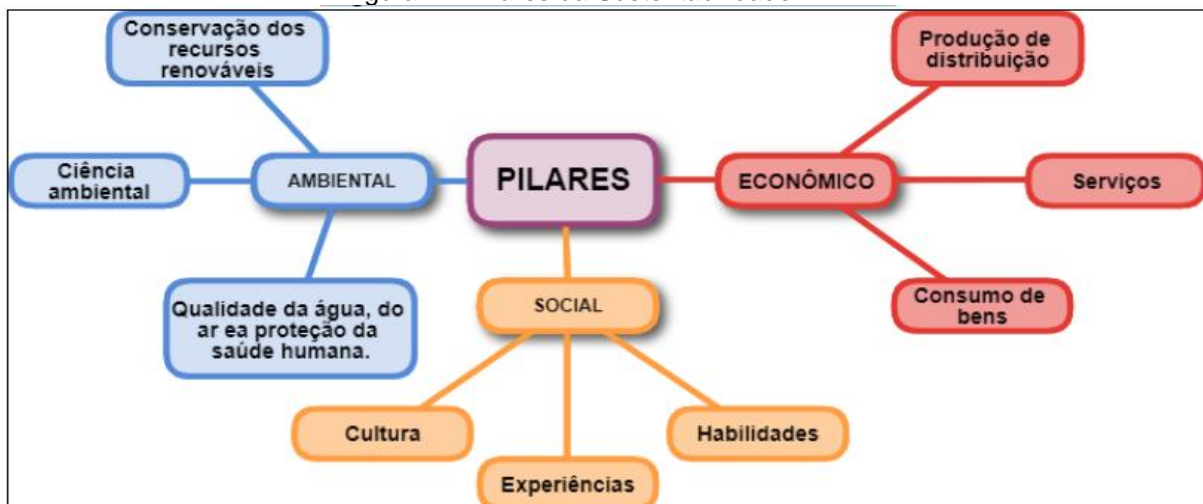 Conservação dos
recursos
renováveis
Ciência
ambiental
AMBIENTAL
Qualidade da água, do
ar ea proteção da
saúde humana.
PILARES
SOCIAL
Cultura
Experiências
Habilidades
ECONÔMICO
Produção de
distribuição
Serviços
Consumo de
bens